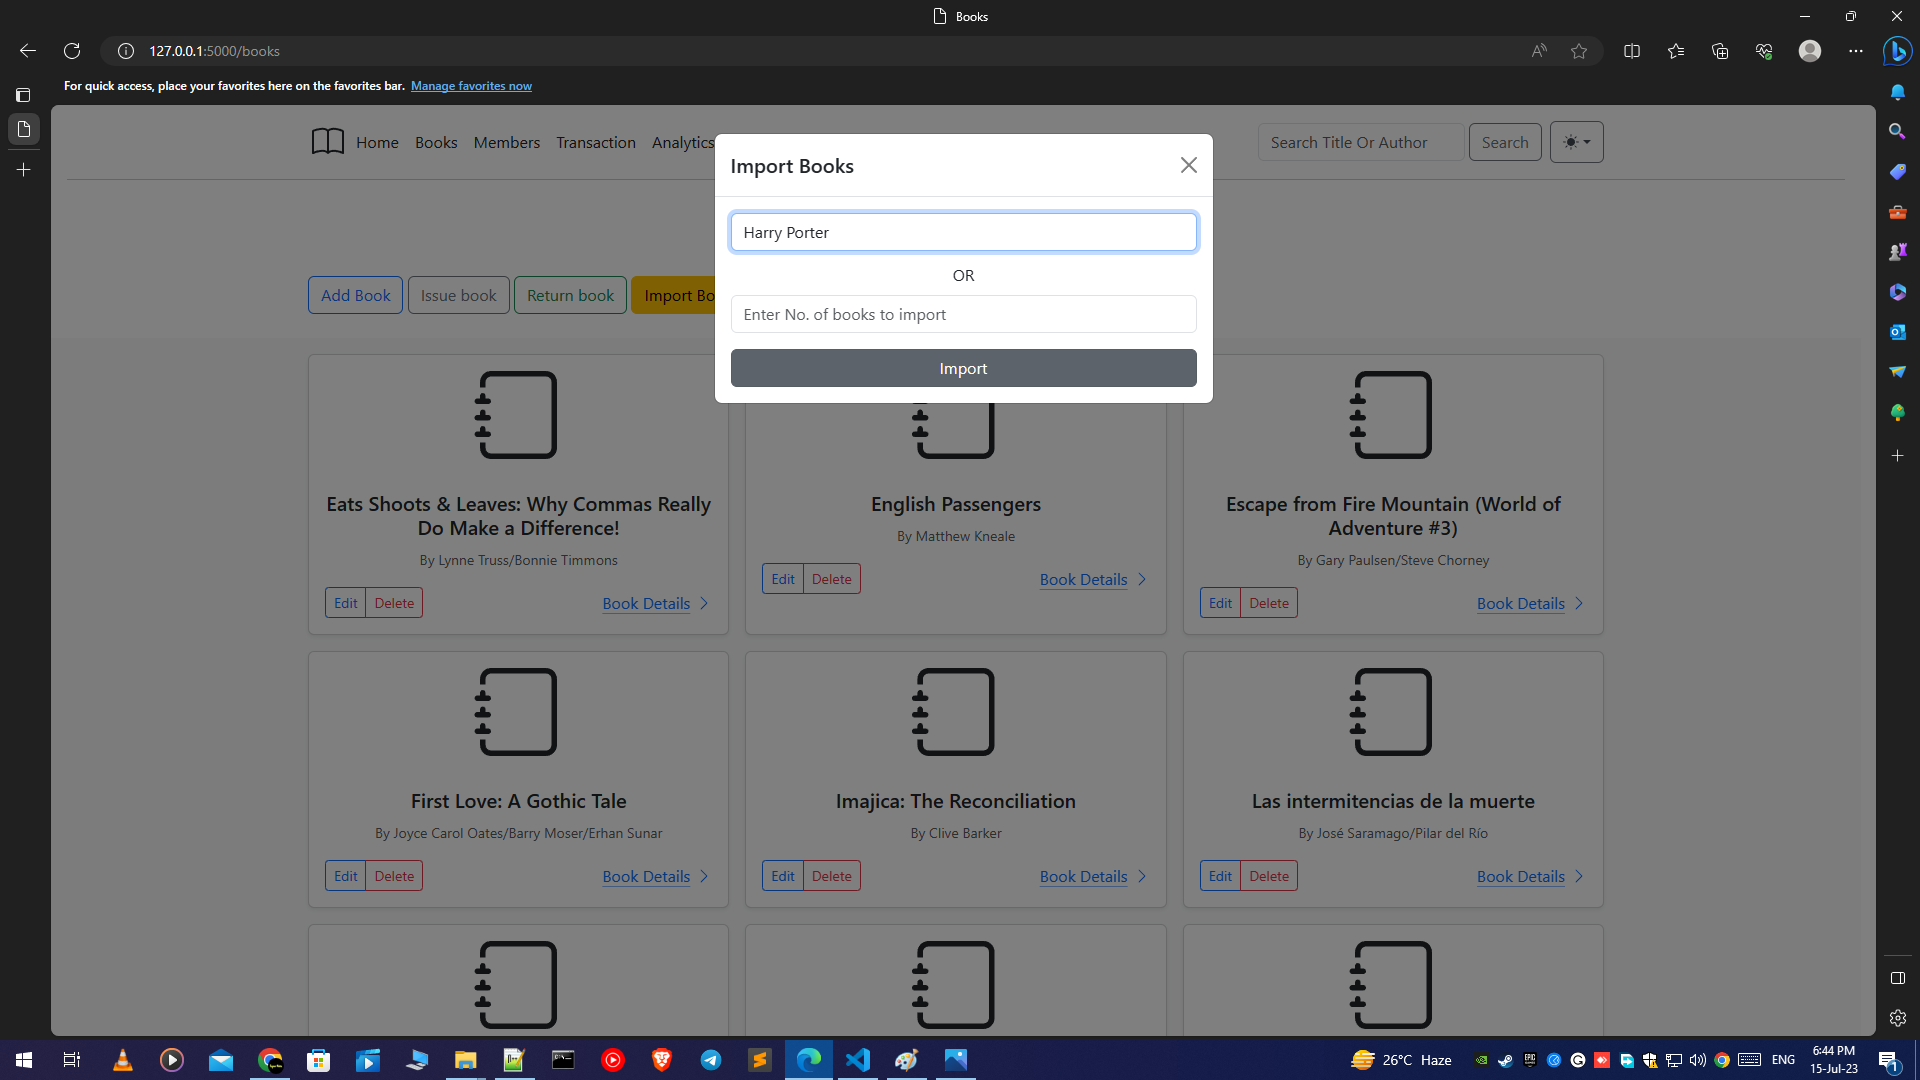 Books
127.0.0.1:5000/books
For quick access, place your favorites here on the favorites bar. Manage favorites now
Home Books Members Transaction Analytics
Search Title Or Author Search
Import Books
Harry Porter
OR
Enter No. of books to import
Import
Add Book Issue book Return book Import Bo
Eats Shoots & Leaves: Why Commas Really
Do Make a Difference!
By Lynne Truss/Bonnie Timmons
Edit Delete Book Details
English Passengers
By Matthew Kneale
Edit Delete Book Details
Escape from Fire Mountain (World of
Adventure #3)
By Gary Paulsen/Steve Chorney
Edit Delete Book Details
First Love: A Gothic Tale
By Joyce Carol Oates/Barry Moser/Erhan Sunar
Edit Delete Book Details
Imajica: The Reconciliation
By Clive Barker
Edit Delete Book Details
Las intermitencias de la muerte
By José Saramago/Pilar del Río
Edit Delete Book Details
26°C Haze
ENG
6:44 PM
15-Jul-23
1